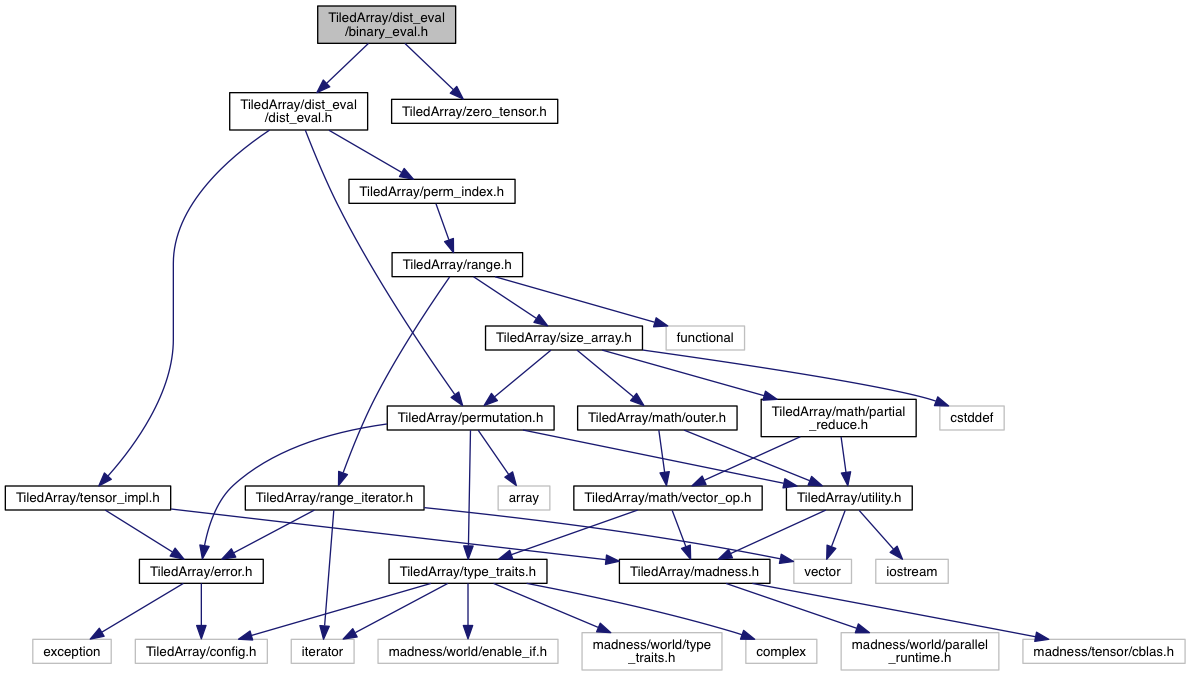 TiledArray/dist_eval
/binary_eval.h
TiledArray/dist_eval
/dist_eval.h
TiledArray/zero_tensor.h
TiledArray/perm_index.h
TiledArray/range.h
TiledArray/size_array.h
functional
TiledArray/permutation.h
TiledArray/math/outer.h
TiledArray/math/partial
_reduce.h
cstddef
TiledArray/tensor_impl.h
TiledArray/range_iterator.h
array
TiledArray/math/vector_op.h
TiledArray/utility.h
TiledArray/error.h
TiledArray/type_traits.h
TiledArray/madness.h
vector
iostream
exception
TiledArray/config.h
iterator
madness/world/enable_if.h
madness/world/type
_traits.h
complex
madness/world/parallel
_runtime.h
madness/tensor/cblas.h